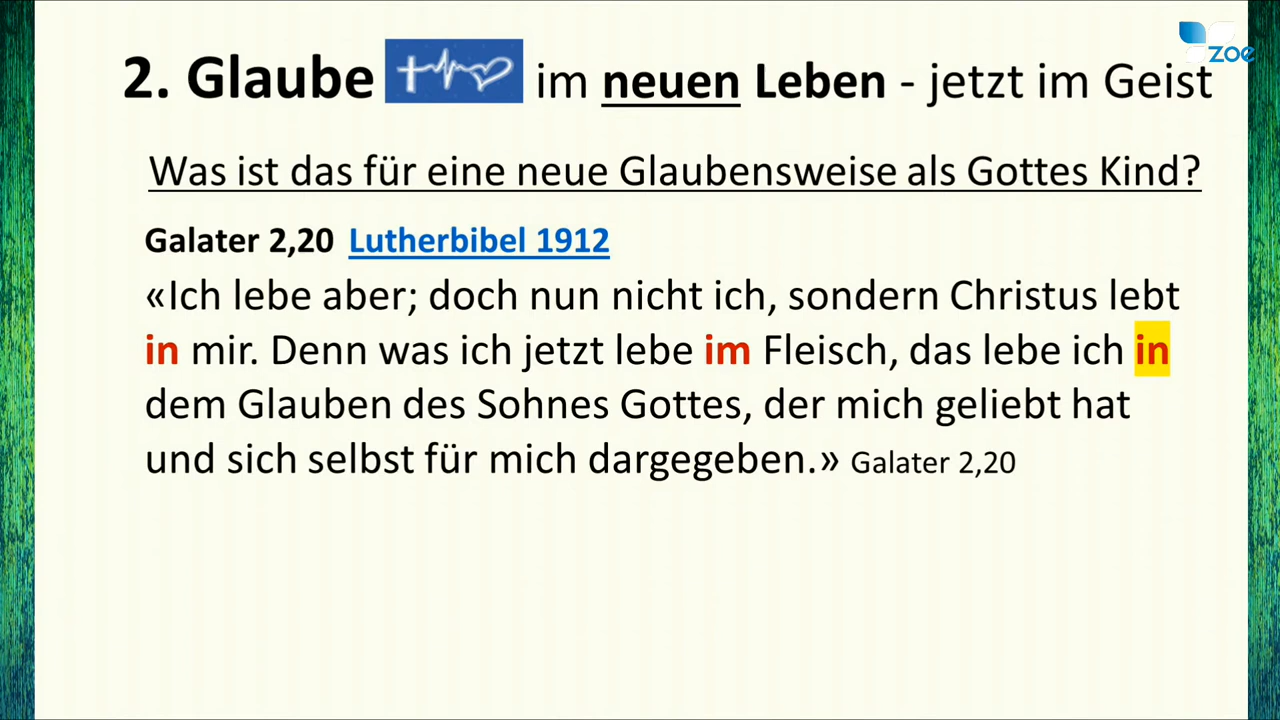 zoe
2. Glaube im neuen Leben - jetzt im Geist
Was ist das für eine neue Glaubensweise als Gottes Kind?
Galater 2,20 Lutherbibel 1912
«Ich lebe aber; doch nun nicht ich, sondern Christus lebt
in mir. Denn was ich jetzt lebe im Fleisch, das lebe ich in
dem Glauben des Sohnes Gottes, der mich geliebt hat
und sich selbst für mich dargegeben.» Galater 2,20